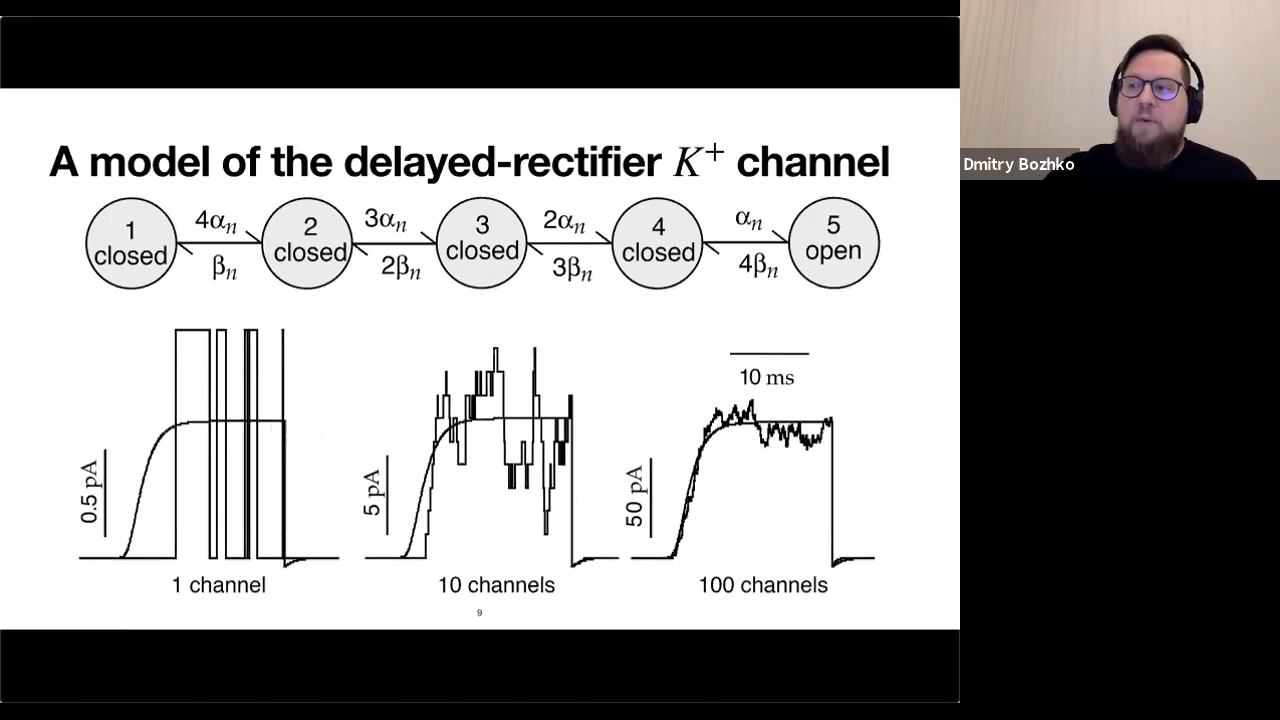 A model of the delayed-rectifier K⁺ channel
4αₙ 3αₙ 2αₙ αₙ
1 closed 2 closed 3 closed 4 closed 5 open
βₙ 2βₙ 3βₙ 4βₙ
10 ms
0.5 pA 5 pA 50 pA
1 channel 10 channels 100 channels
9
Dmitry Bozhko